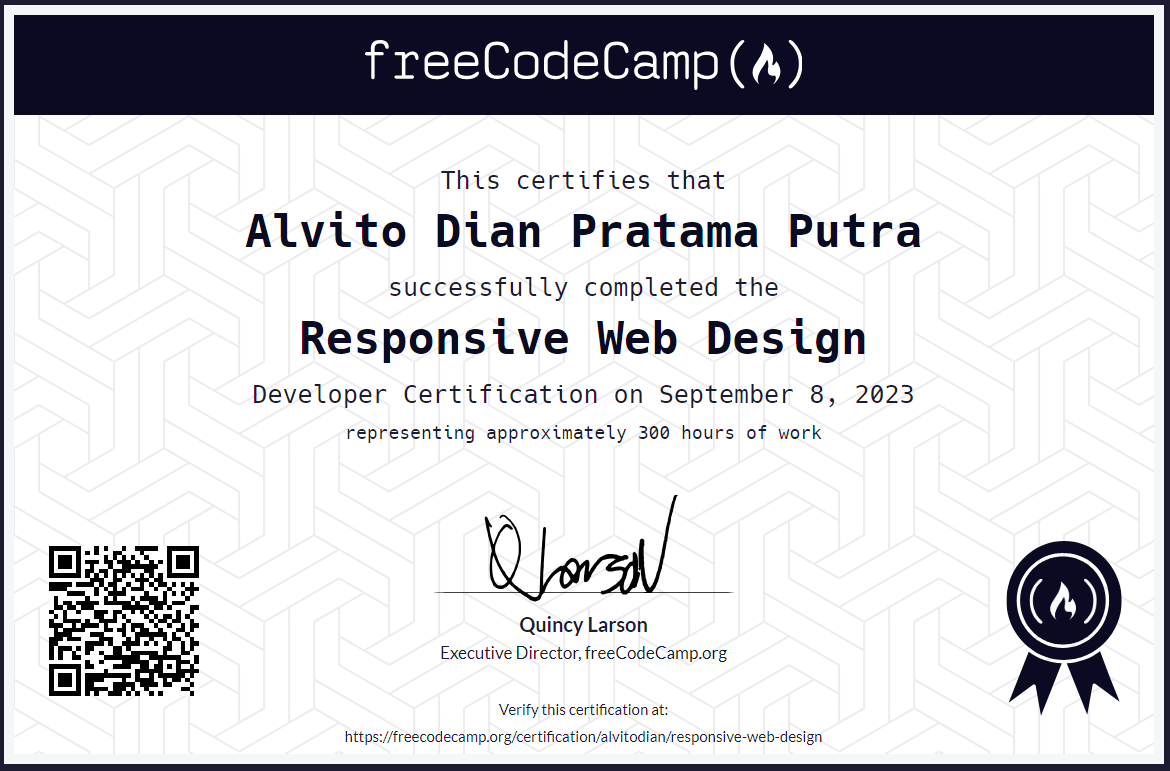 freeCodeCamp
This certifies that
Alvito Dian Pratama Putra
successfully completed the
Responsive Web Design
Developer Certification on September 8, 2023
representing approximately 300 hours of work
Quincy Larson
Executive Director, freeCodeCamp.org
Verify this certification at:
https://freecodecamp.org/certification/alvitodian/responsive-web-design